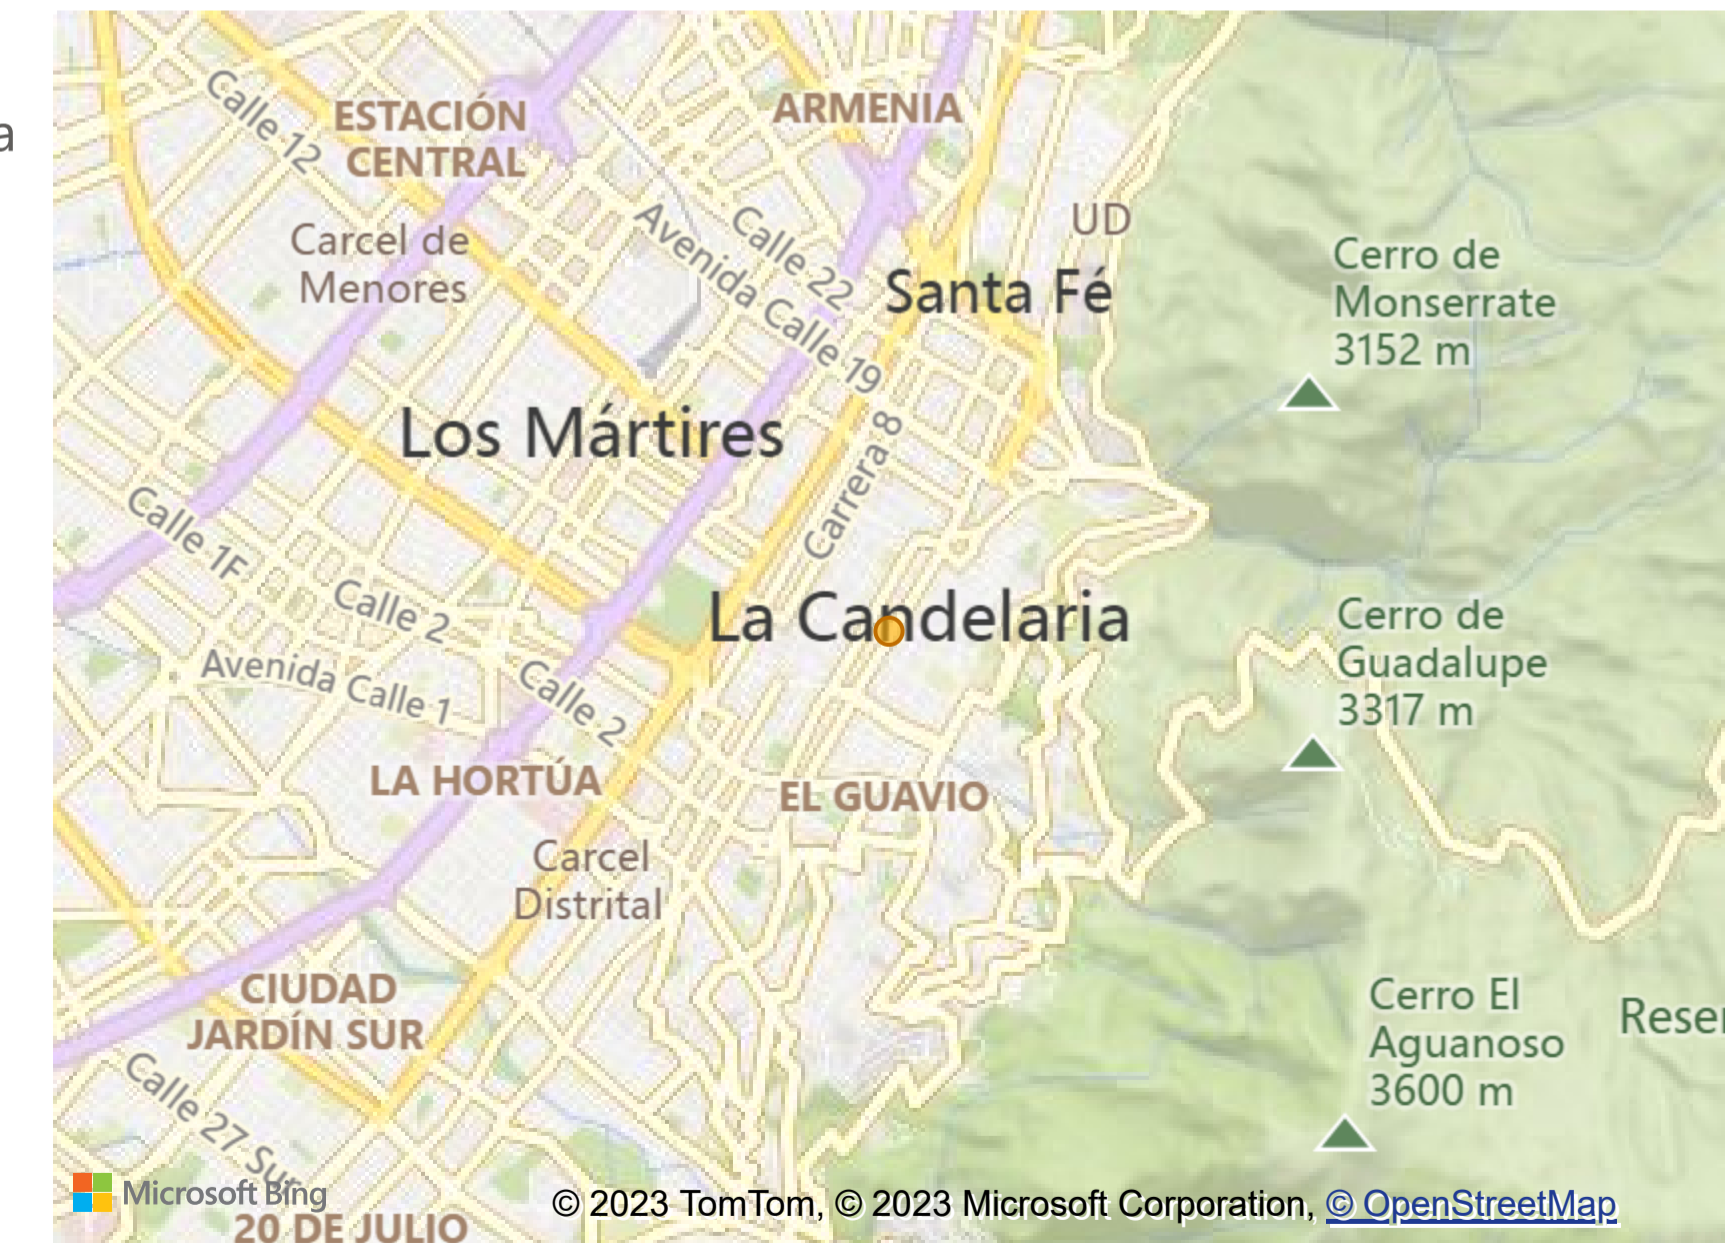 a
Calle 12
ESTACIÓN
CENTRAL
ARMENIA
Carcel de
Menores
Avenida Calle 19
Calle 22
UD
Santa Fé
Cerro de
Monserrate
3152 m
Los Mártires
Carrera 8
Calle 1F
Calle 2
La Candelaria
Cerro de
Guadalupe
3317 m
Avenida Calle 1
Calle 2
LA HORTÚA
EL GUAVIO
Carcel
Distrital
CIUDAD
JARDÍN SUR
Cerro El
Aguanoso
3600 m
Reser
Calle 27 Sur
Microsoft Bing
© 2023 TomTom, © 2023 Microsoft Corporation, © OpenStreetMap
20 DE JULIO